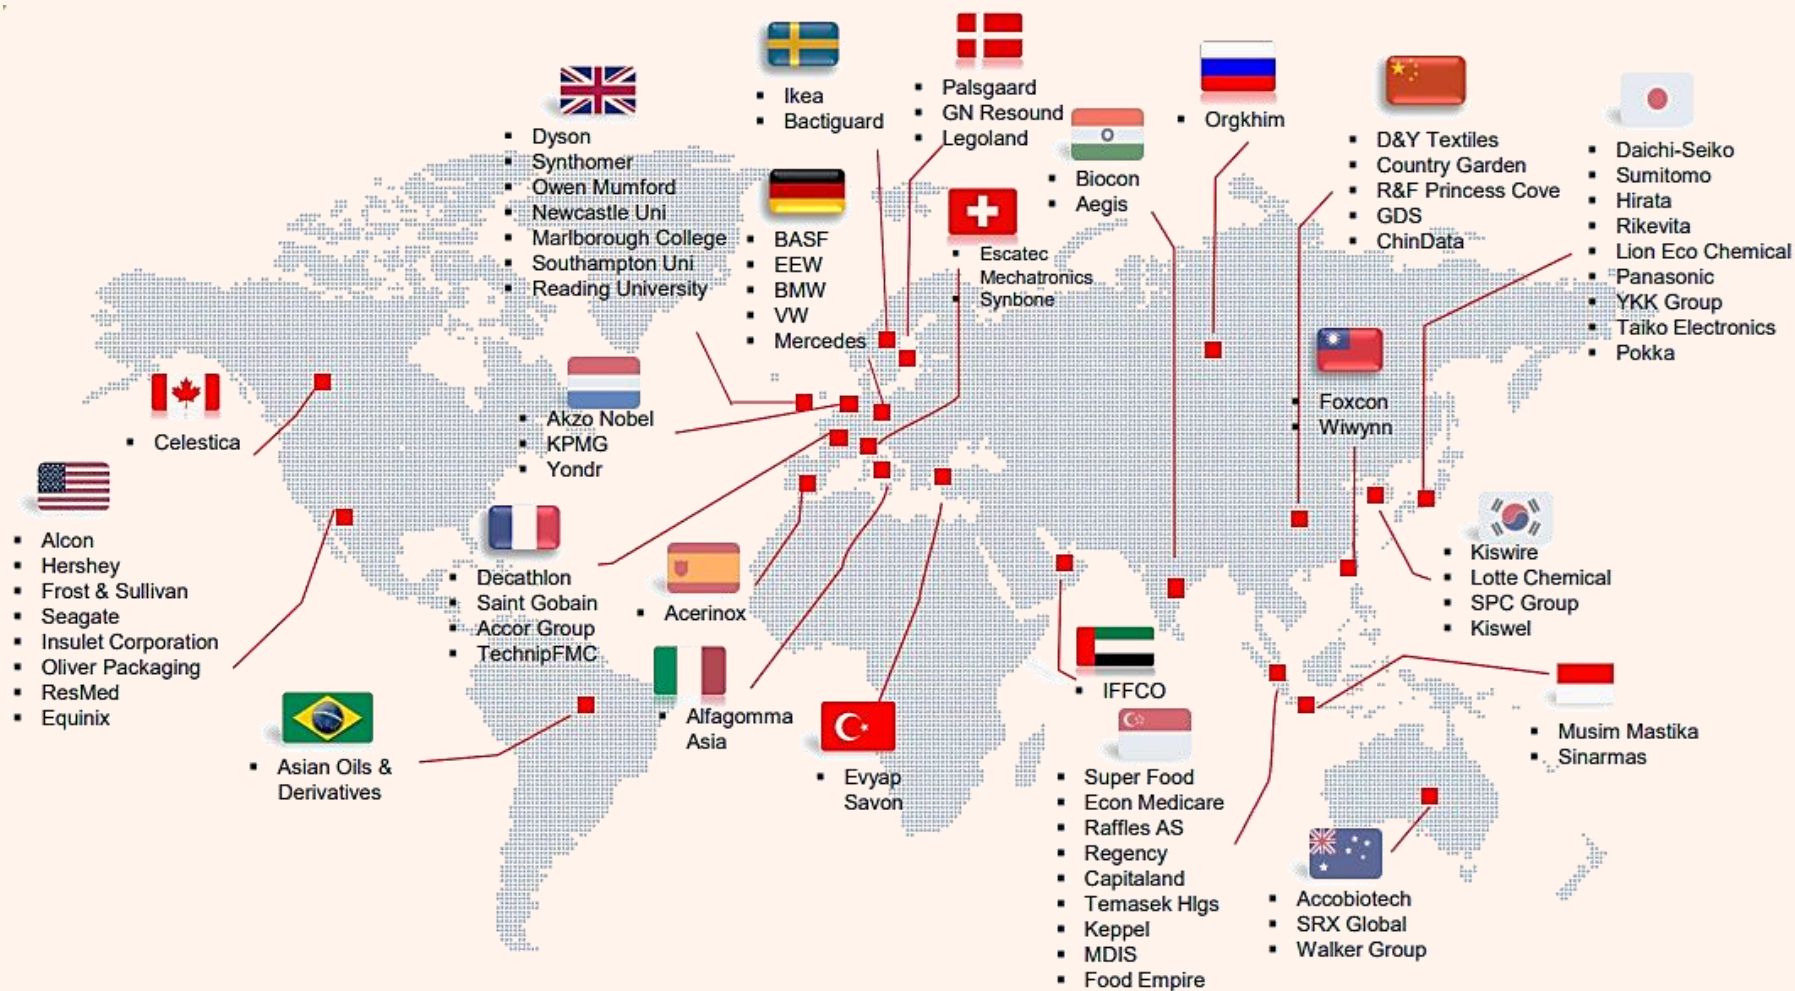 Palsgaard
GN Resound
Legoland
Ikea
Bactiguard
Dyson
Synthomer
Owen Mumford
Newcastle Uni
Marlborough College
Southampton Uni
Reading University
BASF
EEW
BMW
VW
Mercedes
Escatec
Mechatronics
Synbone
Biocon
Aegis
Orgkhim
D&Y Textiles
Country Garden
R&F Princess Cove
GDS
ChinData
Daichi-Seiko
Sumitomo
Hirata
Rikevita
Lion Eco Chemical
Panasonic
YKK Group
Taiko Electronics
Pokka
Celestica
Akzo Nobel
KPMG
Yondr
Foxcon
Wiwynn
Alcon
Hershey
Frost & Sullivan
Seagate
Insulet Corporation
Oliver Packaging
ResMed
Equinix
Decathlon
Saint Gobain
Accor Group
TechnipFMC
Acerinox
Kiswire
Lotte Chemical
SPC Group
Kiswel
Asian Oils &
Derivatives
Alfagomma
Asia
Evyap
Savon
IFFCO
Musim Mastika
Sinarmas
Super Food
Econ Medicare
Raffles AS
Regency
Capitaland
Temasek Hlgs
Keppel
MDIS
Food Empire
Accobiotech
SRX Global
Walker Group